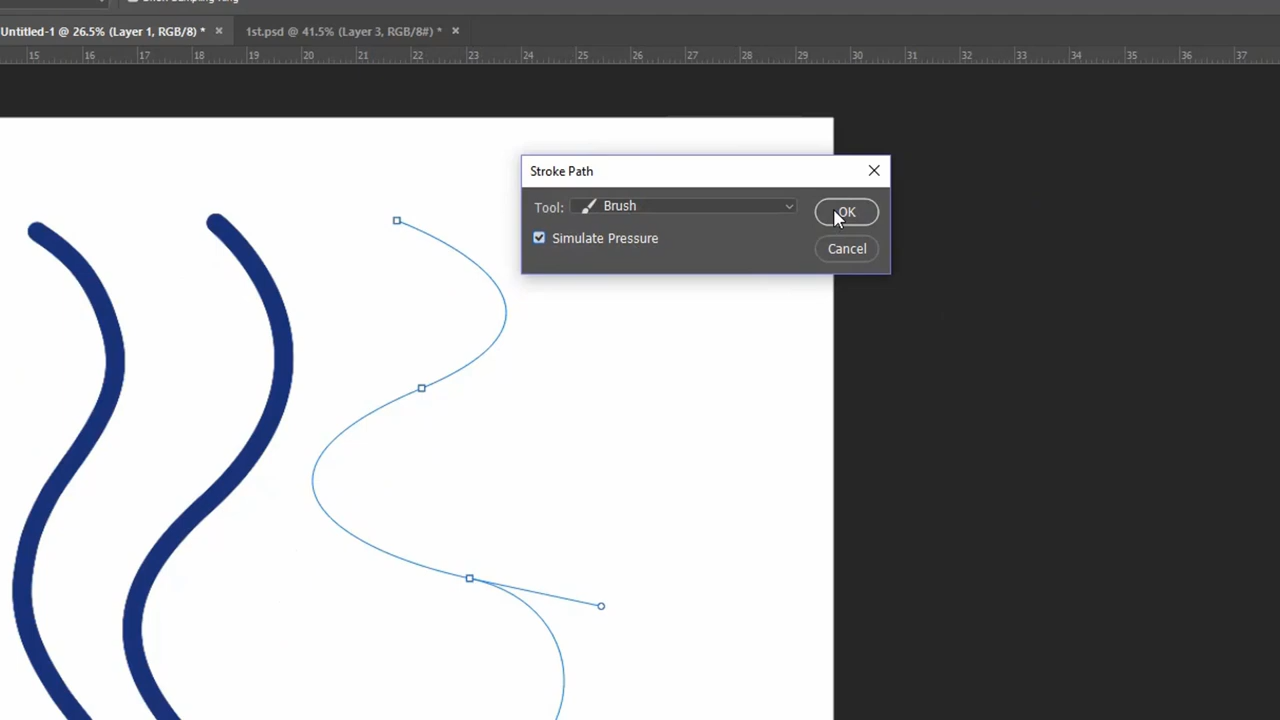 Untitled-1 @ 26.5% (Layer 1, RGB/8) * × 1st.psd @ 41.5% (Layer 3, RGB/8#) * ×
15 16 17 18 19 20 21 22 23 24 25 26 27 28 29 30 31 32 33 34 35 36 37
Stroke Path
Tool: Brush
OK
Simulate Pressure
Cancel